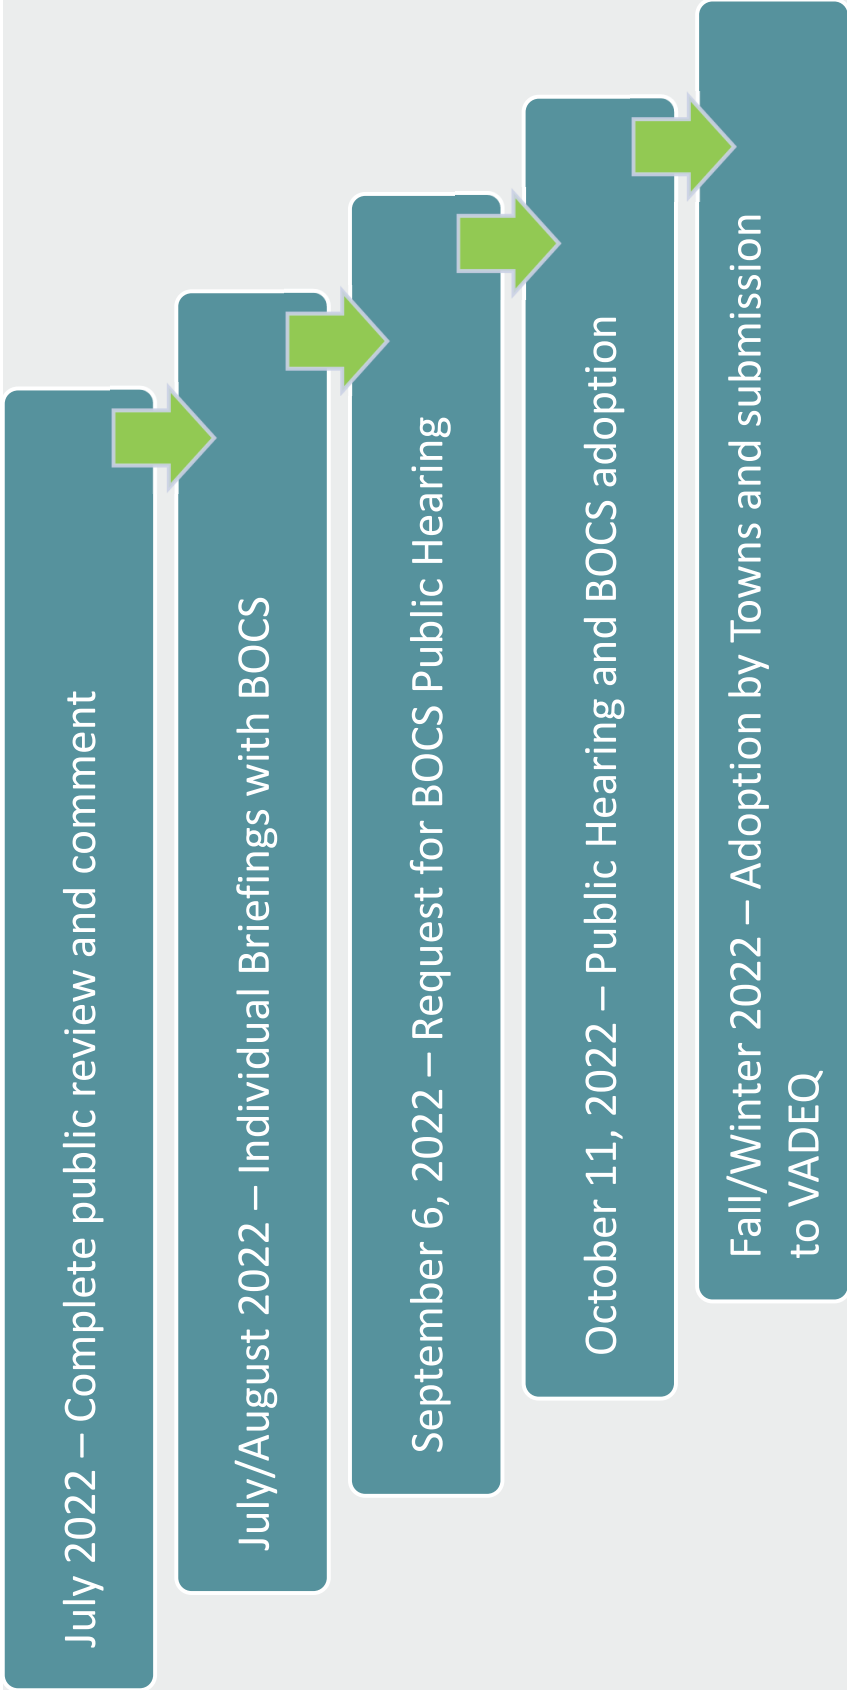 July 2022 – Complete public review and comment
July/August 2022 – Individual Briefings with BOCS
September 6, 2022 – Request for BOCS Public Hearing
October 11, 2022 – Public Hearing and BOCS adoption
Fall/Winter 2022 – Adoption by Towns and submission
to VADEQ